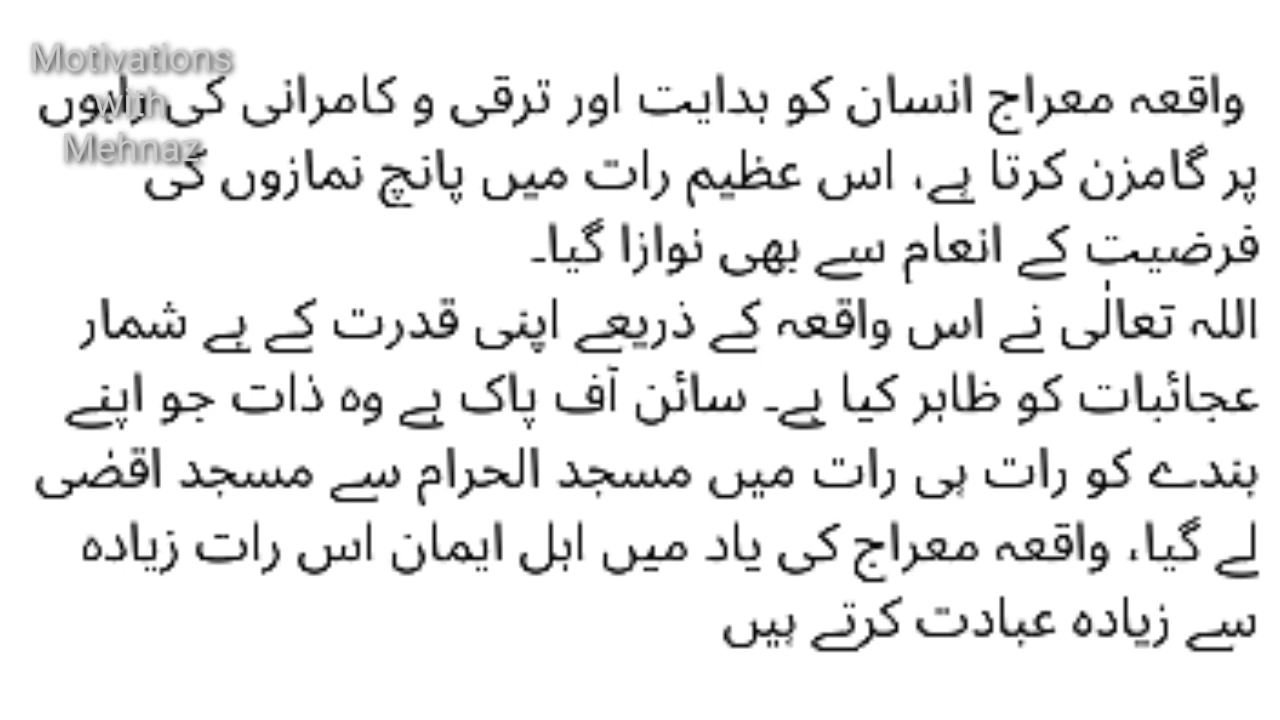 Motivations
with
Mehnaz
واقعہ معراج انسان کو ہدایت اور ترقی و کامرانی کی راہوں
پر گامزن کرتا ہے، اس عظیم رات میں پانچ نمازوں کی
فرضیت کے انعام سے بھی نوازا گیا۔
اللہ تعالٰی نے اس واقعہ کے ذریعے اپنی قدرت کے بے شمار
عجائبات کو ظاہر کیا ہے۔ سائنن آف پاک ہے وہ ذات جو اپنے
بندے کو رات ہی رات میں مسجد الحرام سے مسجد اقضی
لے گیا، واقعہ معراج کی یاد میں اہل ایمان اس رات زیادہ
سے زیادہ عبادت کرتے ہیں